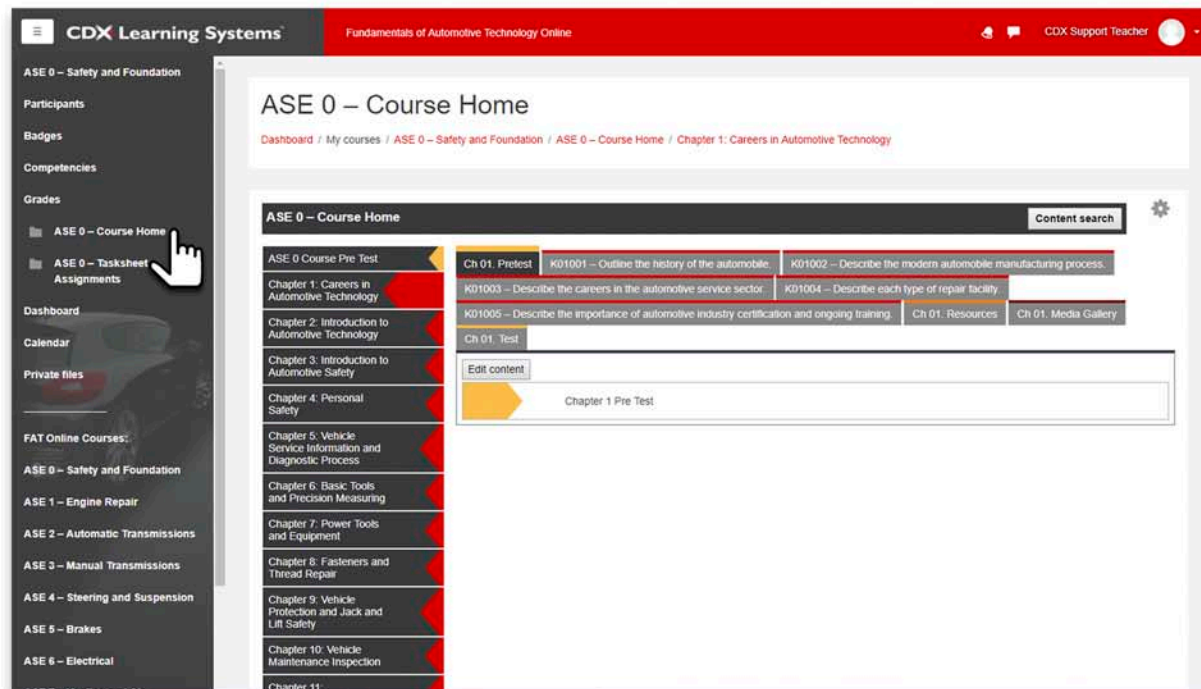 CDX Learning Systems
Fundamentals of Automotive Technology Online
CDX Support Teacher
ASE 0 – Safety and Foundation
Participants
Badges
Competencies
Grades
ASE 0 – Course Home
ASE 0 – Tasksheet
Assignments
Dashboard
Calendar
Private files
FAT Online Courses:
ASE 0 – Safety and Foundation
ASE 1 – Engine Repair
ASE 2 – Automatic Transmissions
ASE 3 – Manual Transmissions
ASE 4 – Steering and Suspension
ASE 5 – Brakes
ASE 6 – Electrical
ASE 0 – Course Home
Dashboard / My courses / ASE 0 – Safety and Foundation / ASE 0 – Course Home / Chapter 1: Careers in Automotive Technology
ASE 0 – Course Home
Content search
ASE 0 Course Pre Test
Chapter 1: Careers in
Automotive Technology
Chapter 2: Introduction to
Automotive Technology
Chapter 3: Introduction to
Automotive Safety
Chapter 4: Personal
Safety
Chapter 5: Vehicle
Service Information and
Diagnostic Process
Chapter 6: Basic Tools
and Precision Measuring
Chapter 7: Power Tools
and Equipment
Chapter 8: Fasteners and
Thread Repair
Chapter 9: Vehicle
Protection and Jack and
Lift Safety
Chapter 10: Vehicle
Maintenance Inspection
Chapter 11:
Ch 01. Pretest
K01001 – Outline the history of the automobile.
K01002 – Describe the modern automobile manufacturing process.
K01003 – Describe the careers in the automotive service sector.
K01004 – Describe each type of repair facility.
K01005 – Describe the importance of automotive industry certification and ongoing training.
Ch 01. Resources
Ch 01. Media Gallery
Ch 01. Test
Edit content
Chapter 1 Pre Test